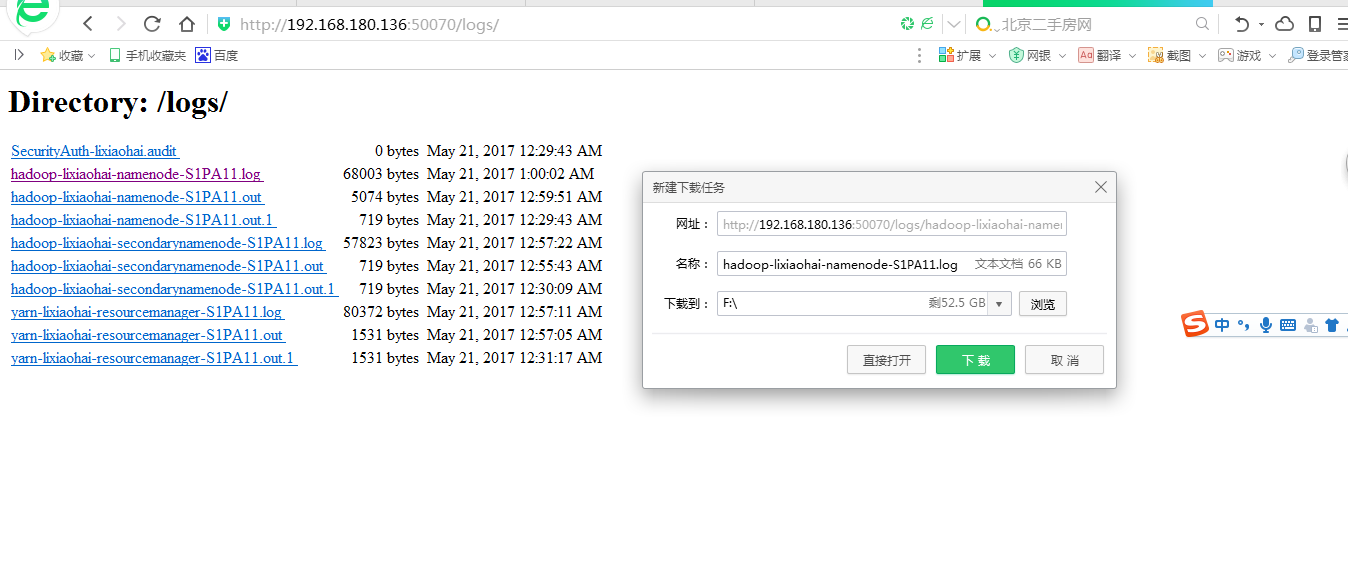 http://192.168.180.136:50070/logs/
北京二手房网
收藏 手机收藏夹 百度
扩展 网银 翻译 截图 游戏 登录管家
Directory: /logs/
SecurityAuth-lixiaohai.audit 0 bytes May 21, 2017 12:29:43 AM
hadoop-lixiaohai-namenode-S1PA11.log 68003 bytes May 21, 2017 1:00:02 AM
hadoop-lixiaohai-namenode-S1PA11.out 5074 bytes May 21, 2017 12:59:51 AM
hadoop-lixiaohai-namenode-S1PA11.out.1 719 bytes May 21, 2017 12:29:43 AM
hadoop-lixiaohai-secondarynamenode-S1PA11.log 57823 bytes May 21, 2017 12:57:22 AM
hadoop-lixiaohai-secondarynamenode-S1PA11.out 719 bytes May 21, 2017 12:55:43 AM
hadoop-lixiaohai-secondarynamenode-S1PA11.out.1 719 bytes May 21, 2017 12:30:09 AM
yarn-lixiaohai-resourcemanager-S1PA11.log 80372 bytes May 21, 2017 12:57:11 AM
yarn-lixiaohai-resourcemanager-S1PA11.out 1531 bytes May 21, 2017 12:57:05 AM
yarn-lixiaohai-resourcemanager-S1PA11.out.1 1531 bytes May 21, 2017 12:31:17 AM
新建下载任务
网址： http://192.168.180.136:50070/logs/hadoop-lixiaohai-namen
名称： hadoop-lixiaohai-namenode-S1PA11.log 文本文档 66 KB
下载到： F:\ 剩52.5 GB 浏览
直接打开 下载 取消
中